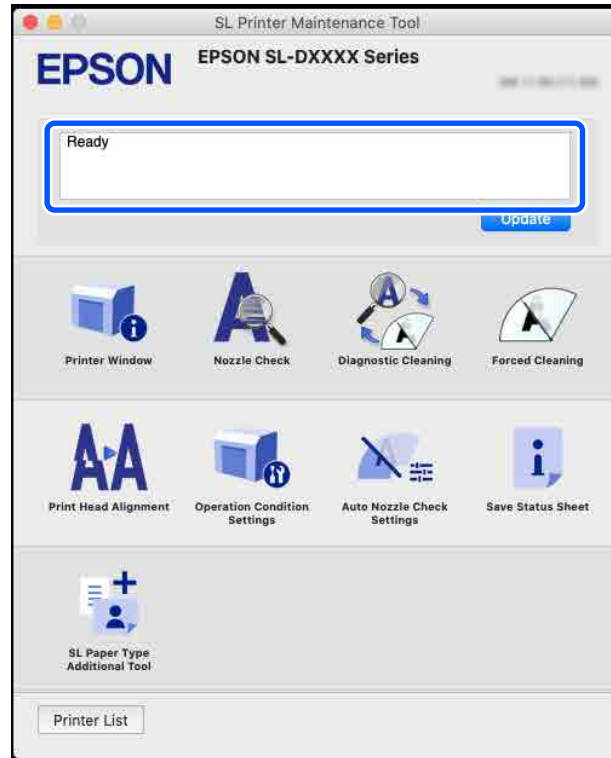 SL Printer Maintenance Tool
EPSON
EPSON SL-DXXXX Series
Ready
Update
Printer Window
Nozzle Check
Diagnostic Cleaning
Forced Cleaning
Print Head Alignment
Operation Condition
Settings
Auto Nozzle Check
Settings
Save Status Sheet
SL Paper Type
Additional Tool
Printer List